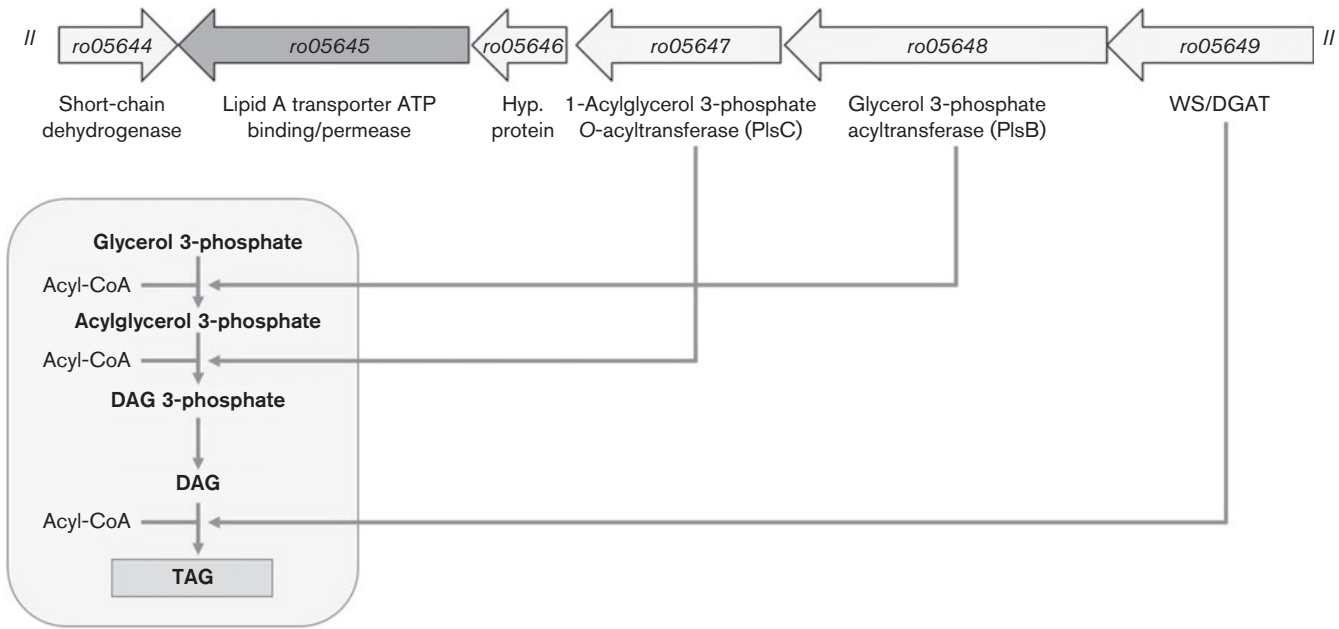 // ro05644 ro05645 ro05646 ro05647 ro05648 ro05649 //
Short-chain
dehydrogenase
Lipid A transporter ATP
binding/permease
Hyp.
protein
1-Acylglycerol 3-phosphate
O-acyltransferase (PlsC)
Glycerol 3-phosphate
acyltransferase (PlsB)
WS/DGAT
Glycerol 3-phosphate
Acyl-CoA
Acylglycerol 3-phosphate
Acyl-CoA
DAG 3-phosphate
DAG
Acyl-CoA
TAG